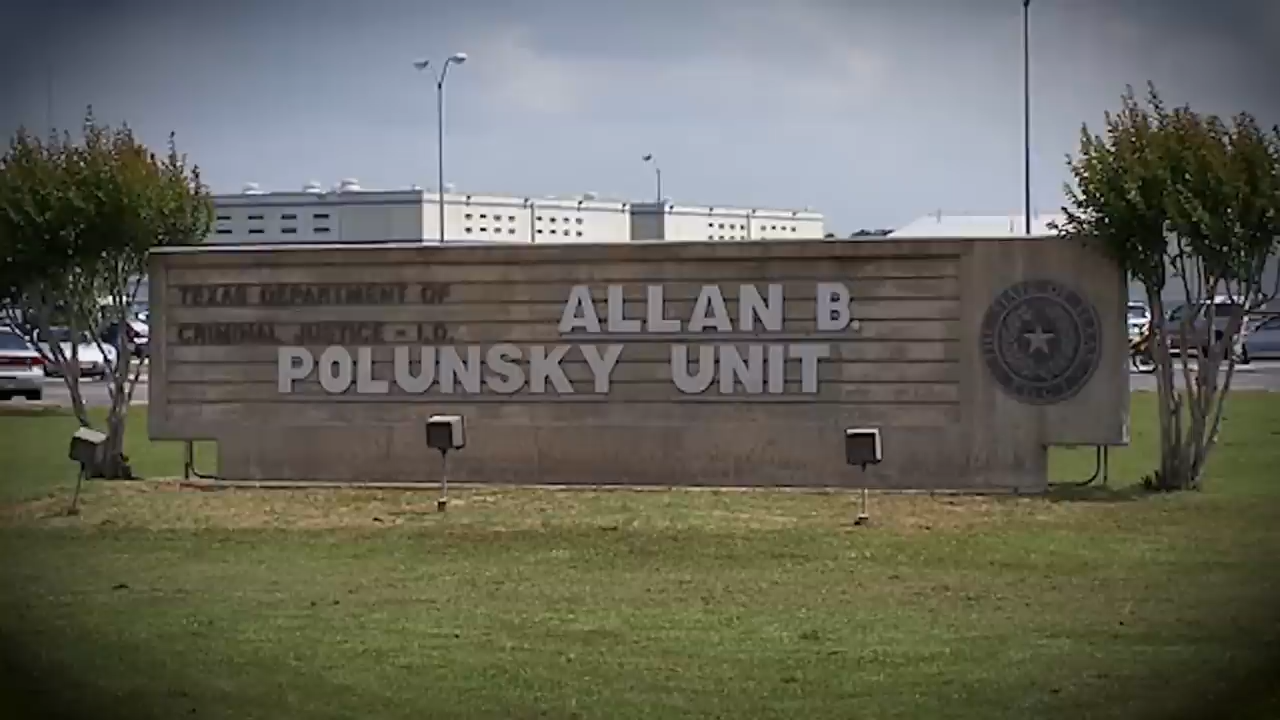 TEXAS DEPARTMENT OF
CRIMINAL JUSTICE - I.D.
ALLAN B.
POLUNSKY UNIT